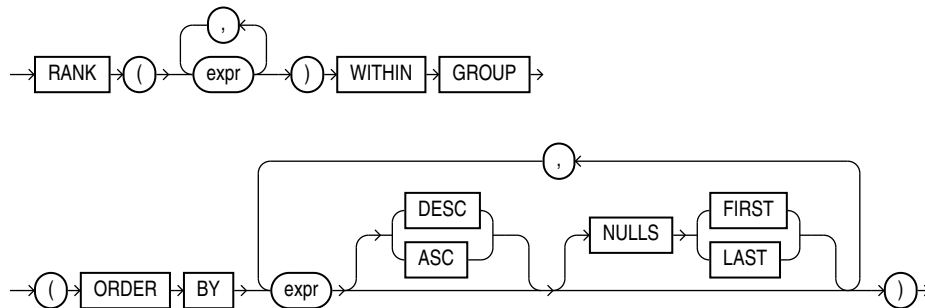 ,
RANK ( expr ) WITHIN GROUP
,
DESC
ASC
NULLS
FIRST
LAST
( ORDER BY expr )